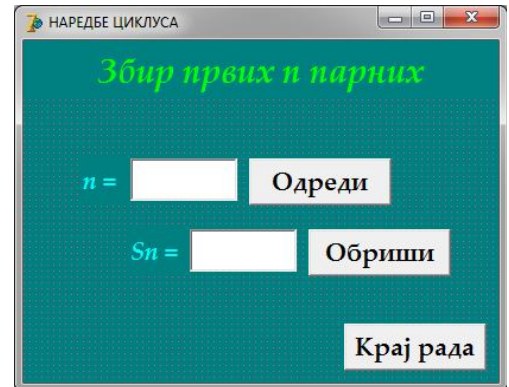 НАРЕДБЕ ЦИКЛУСА
Збир првих n парних
n = Одреди
Sn = Обриши
Крај рада